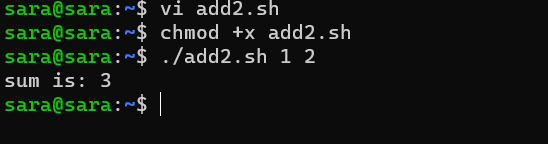 sara@sara:~$ vi add2.sh
sara@sara:~$ chmod +x add2.sh
sara@sara:~$ ./add2.sh 1 2
sum is: 3
sara@sara:~$